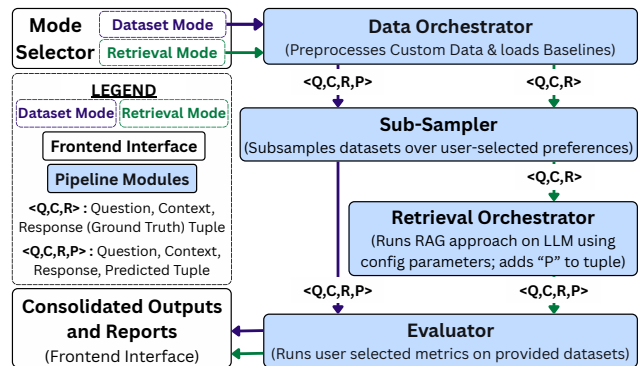 Mode
Selector
Dataset Mode
Retrieval Mode
Data Orchestrator
(Preprocesses Custom Data & loads Baselines)
<Q,C,R,P>
<Q,C,R>
LEGEND
Dataset Mode
Retrieval Mode
Frontend Interface
Pipeline Modules
<Q,C,R> : Question, Context,
Response (Ground Truth) Tuple
<Q,C,R,P> : Question, Context,
Response, Predicted Tuple
Sub-Sampler
(Subsamples datasets over user-selected preferences)
<Q,C,R>
Retrieval Orchestrator
(Runs RAG approach on LLM using
config parameters; adds “P” to tuple)
<Q,C,R,P>
<Q,C,R,P>
Consolidated Outputs
and Reports
(Frontend Interface)
Evaluator
(Runs user selected metrics on provided datasets)